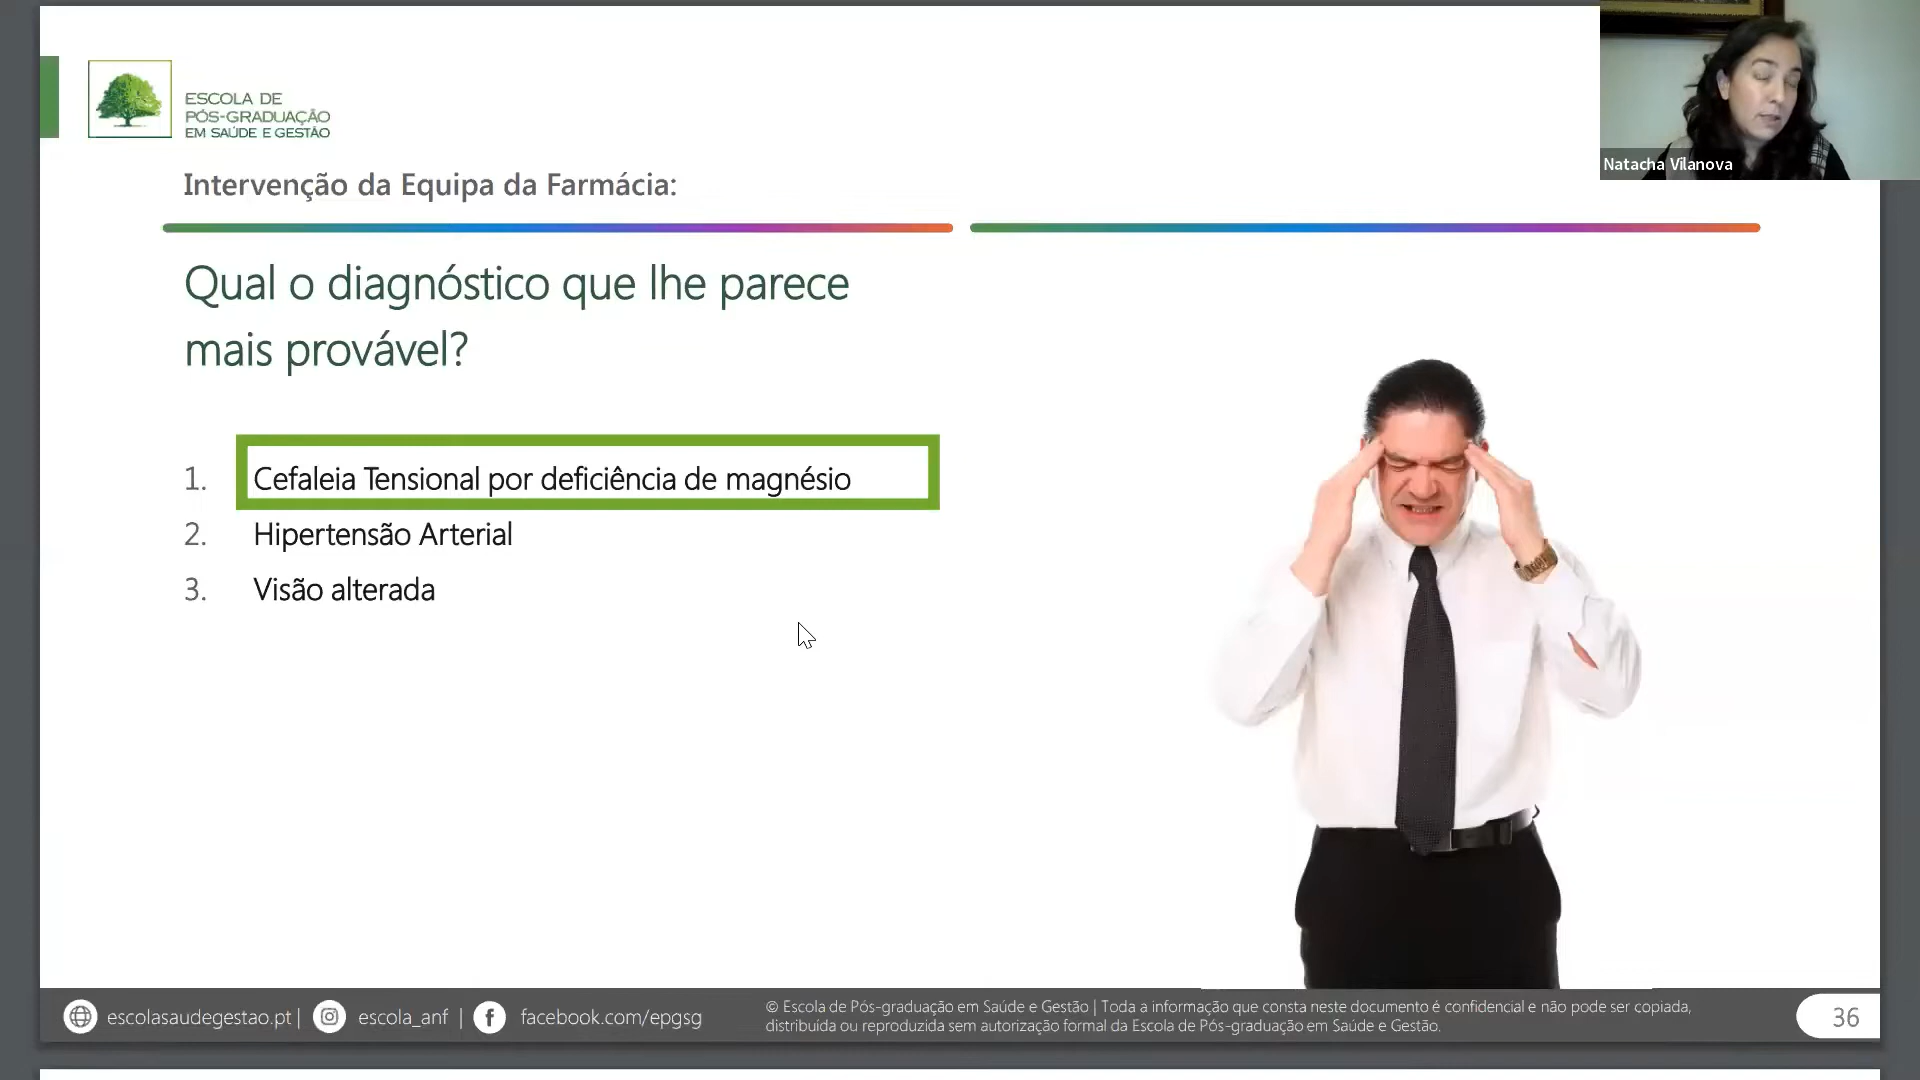 ESCOLA DE
PÓS-GRADUAÇÃO
EM SAÚDE E GESTÃO
Natacha Vilanova
Intervenção da Equipa da Farmácia:
Qual o diagnóstico que lhe parece
mais provável?
1. Cefaleia Tensional por deficiência de magnésio
2. Hipertensão Arterial
3. Visão alterada
escolasaudegestao.pt | escola_anf | facebook.com/epgsg
© Escola de Pós-graduação em Saúde e Gestão | Toda a informação que consta neste documento é confidencial e não pode ser copiada,
distribuída ou reproduzida sem autorização formal da Escola de Pós-graduação em Saúde e Gestão.
36